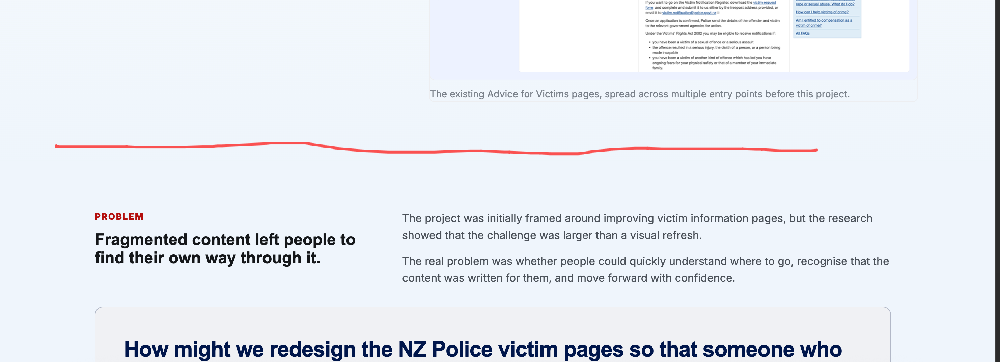 If you want to go on the Victim Notification Register, download the victim request
form and complete and submit it to us either by the freepost address provided, or
email it to victim.notification@police.govt.nz
Once an application is confirmed, Police send the details of the offender and victim
to the relevant government agencies for action.
Under the Victims' Rights Act 2002 you may be eligible to receive notifications if:
• you have been a victim of a sexual offence or a serious assault
• the offence resulted in a serious injury, the death of a person, or a person being
made incapable
• you have been a victim of another kind of offence which has led you have
ongoing fears for your physical safety or that of a member of your immediate
family.
rape or sexual abuse. What do I do?
How can I help victims of crime?
Am I entitled to compensation as a
victim of crime?
All FAQs
The existing Advice for Victims pages, spread across multiple entry points before this project.
PROBLEM
Fragmented content left people to
find their own way through it.
The project was initially framed around improving victim information pages, but the research
showed that the challenge was larger than a visual refresh.
The real problem was whether people could quickly understand where to go, recognise that the
content was written for them, and move forward with confidence.
How might we redesign the NZ Police victim pages so that someone who